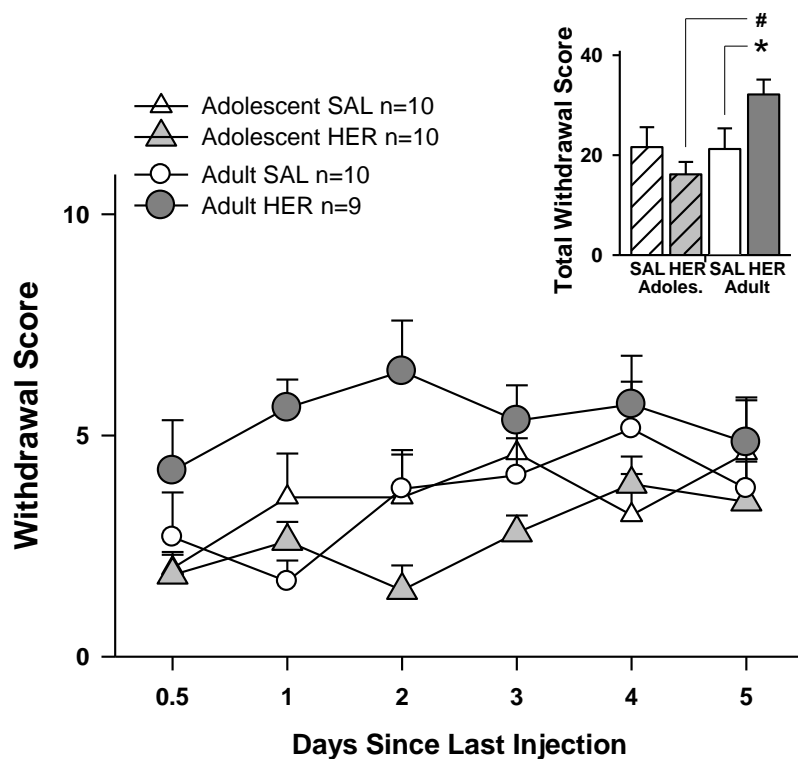 Adolescent SAL n=10
Adolescent HER n=10
Adult SAL n=10
Adult HER n=9
#
*
Total Withdrawal Score
40
20
0
SAL HER SAL HER
Adoles. Adult
Withdrawal Score
10
5
0
0.5 1 2 3 4 5
Days Since Last Injection